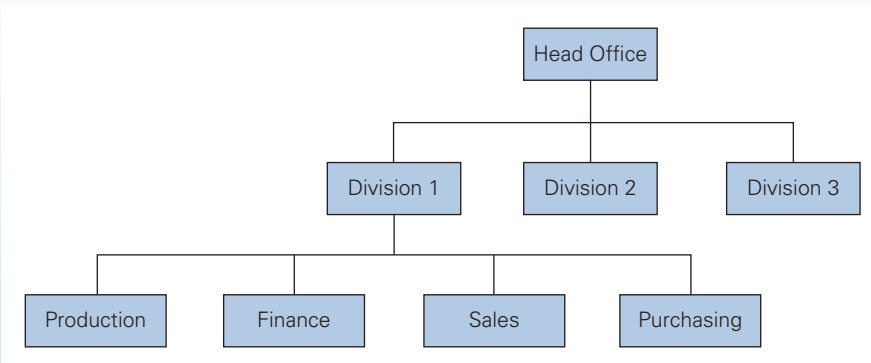 Head Office
Division 1
Division 2
Division 3
Production
Finance
Sales
Purchasing